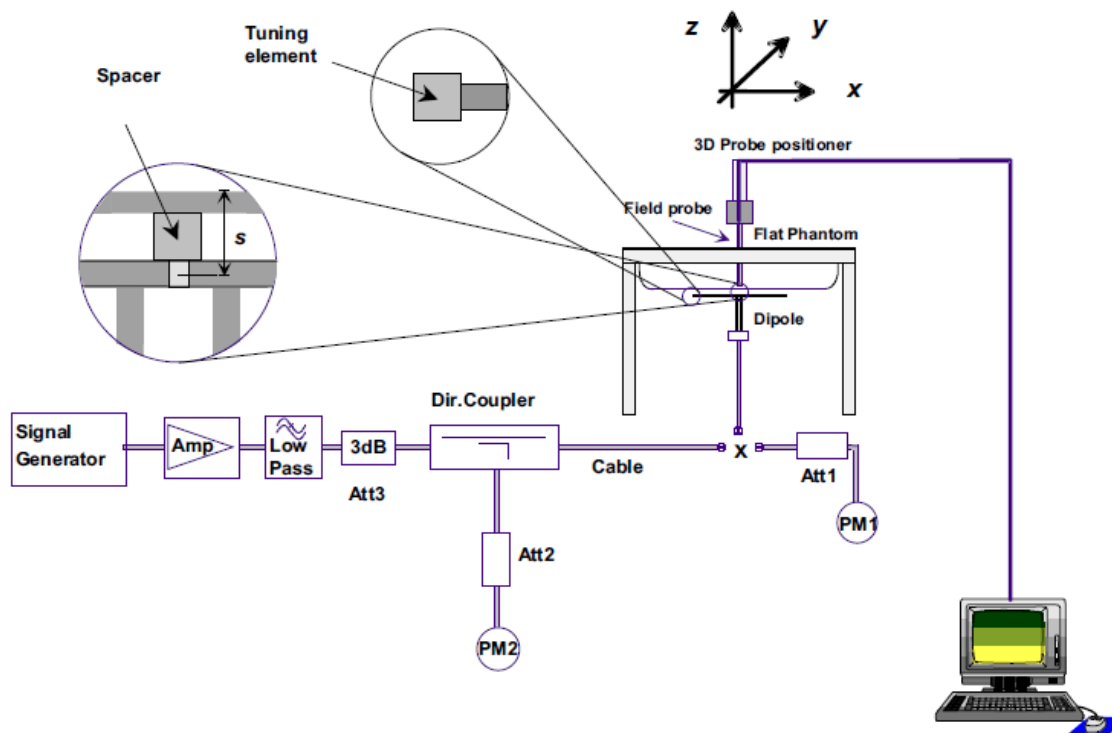 Tuning
element
Spacer
z
y
x
3D Probe positioner
s
Field probe
Flat Phantom
Dipole
Dir.Coupler
Signal
Generator
Amp
Low
Pass
3dB
Att3
Cable
X
Att1
PM1
Att2
PM2